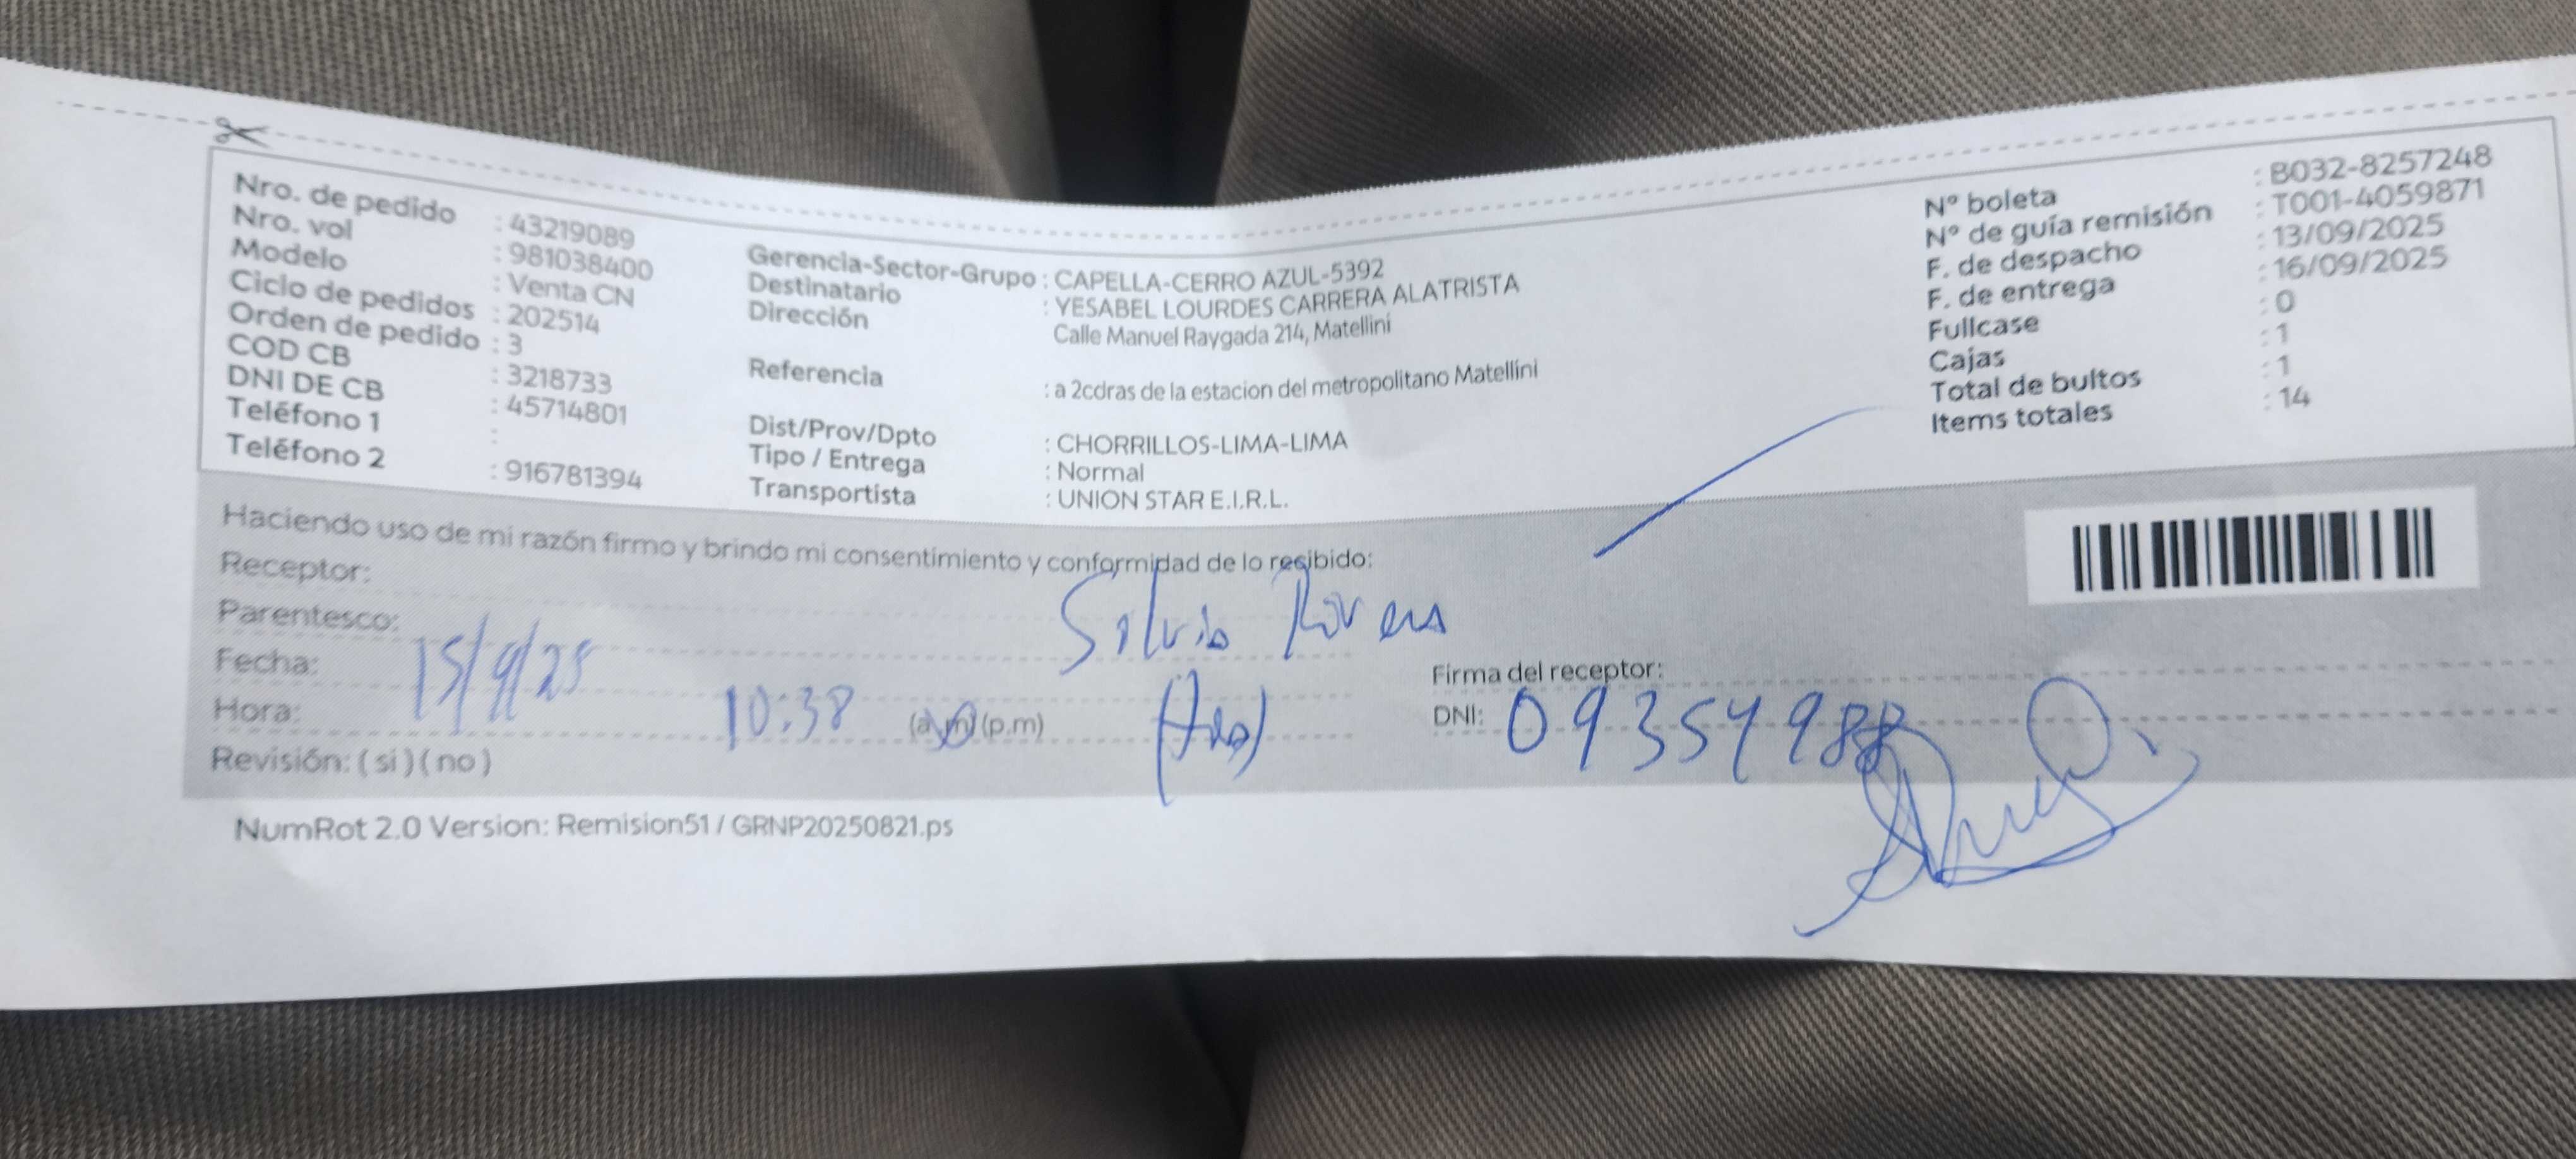 Nro. de pedido : 43219089
Nro. vol : 981038400
Modelo : Venta CN
Ciclo de pedidos : 202514
Orden de pedido : 3
COD CB : 3218733
DNI DE CB : 45714801
Teléfono 1 :
Teléfono 2 : 916781394
Gerencia-Sector-Grupo : CAPELLA-CERRO AZUL-5392
Destinatario : YESABEL LOURDES CARRERA ALATRISTA
Dirección Calle Manuel Raygada 214, Matellini
Referencia : a 2cdras de la estacion del metropolitano Matellini
Dist/Prov/Dpto : CHORRILLOS-LIMA-LIMA
Tipo / Entrega : Normal
Transportista : UNION STAR E.I.R.L.
N° boleta : B032-8257248
N° de guía remisión : T001-4059871
F. de despacho : 13/09/2025
F. de entrega : 16/09/2025
Fullcase : 0
Cajas : 1
Total de bultos : 1
Items totales : 14
Haciendo uso de mi razón firmo y brindo mi consentimiento y conformidad de lo recibido:
Receptor: Silvia Rivera
Parentesco:
Fecha: 15/9/25
Hora: 10:38 (a.m)(p.m)
Revisión: ( si ) ( no )
Firma del receptor:
DNI: 09354988
NumRot 2.0 Version: Remision51 / GRNP20250821.ps